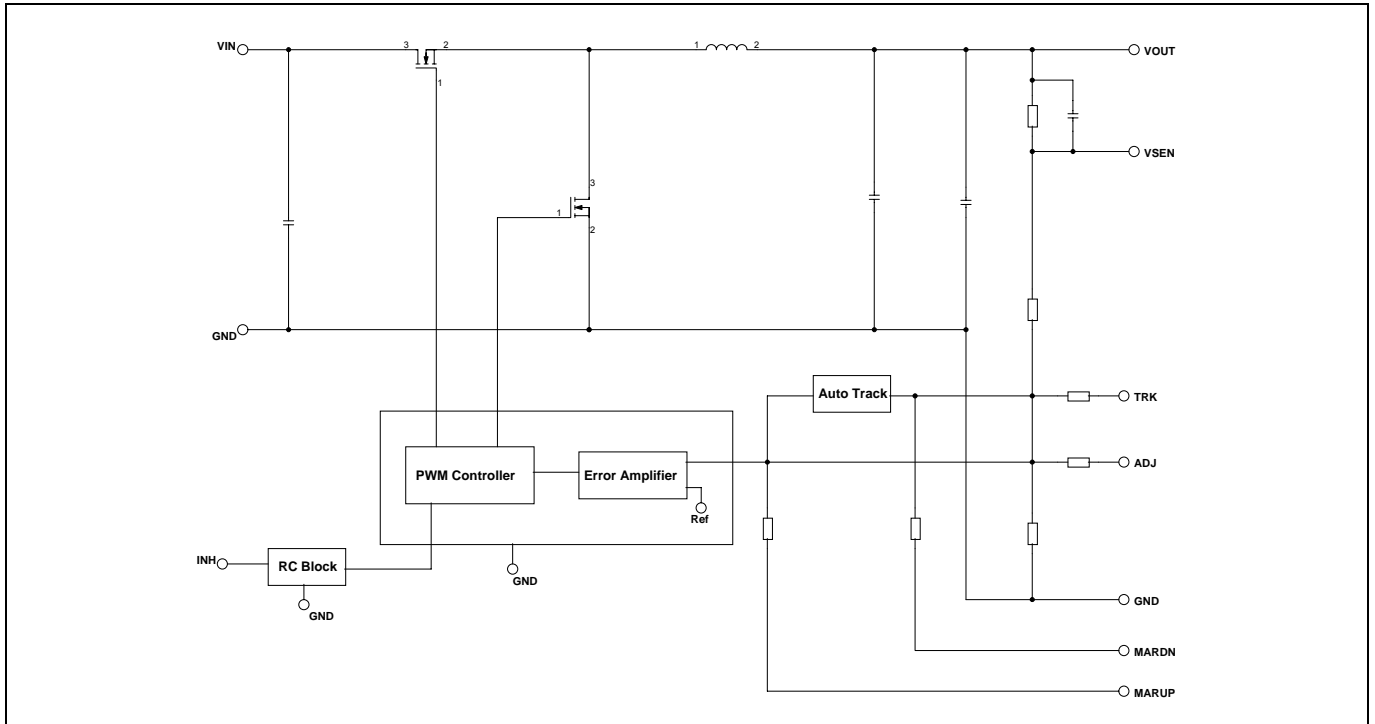 VIN
3
2
1
1
2
VOUT
VSEN
3
1
2
GND
Auto Track
TRK
PWM Controller
Error Amplifier
ADJ
Ref
INH
RC Block
GND
GND
GND
MARDN
MARUP